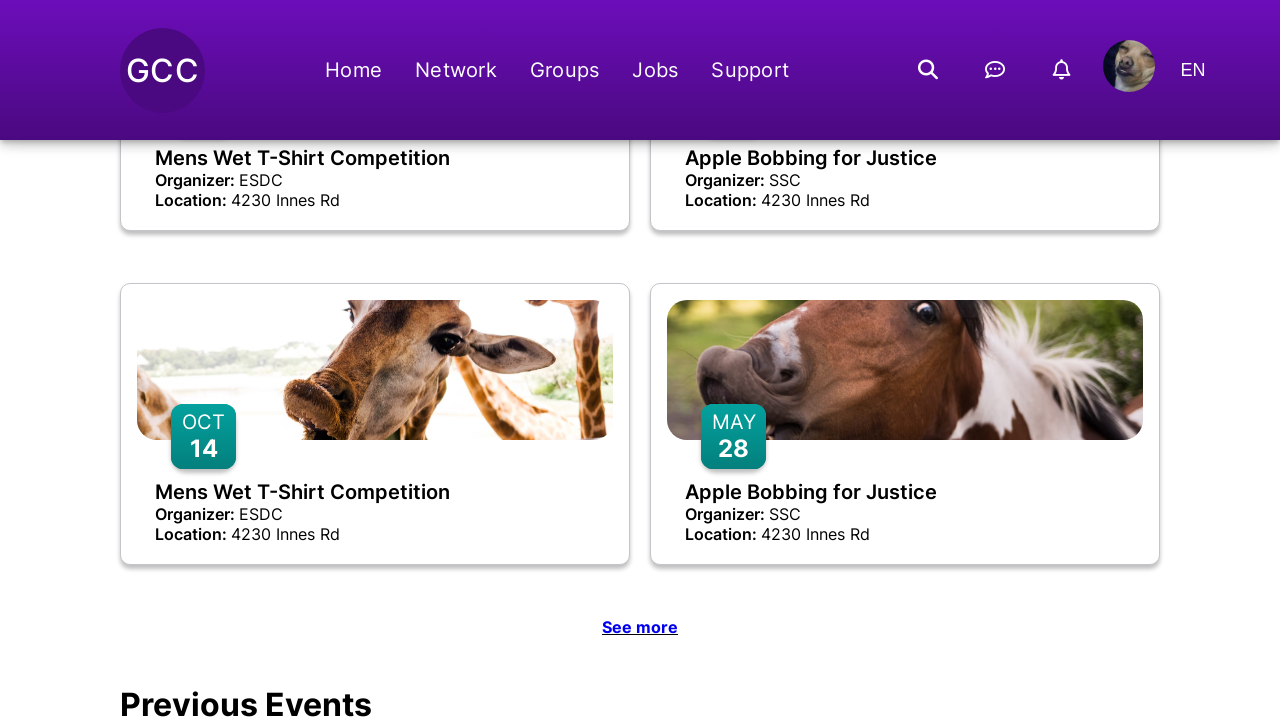 GCC
Home
Network
Groups
Jobs
Support
EN
Mens Wet T-Shirt Competition
Organizer: ESDC
Location: 4230 Innes Rd
Apple Bobbing for Justice
Organizer: SSC
Location: 4230 Innes Rd
OCT
14
Mens Wet T-Shirt Competition
Organizer: ESDC
Location: 4230 Innes Rd
MAY
28
Apple Bobbing for Justice
Organizer: SSC
Location: 4230 Innes Rd
See more
Previous Events